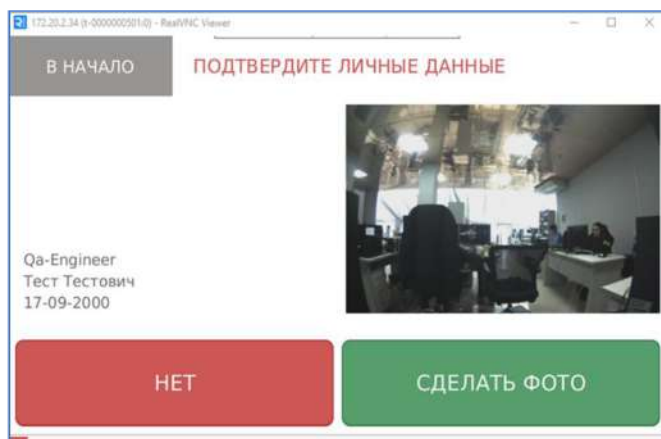 172.20.2.34 (t-0000000501:0) - RealVNC Viewer
В НАЧАЛО
ПОДТВЕРДИТЕ ЛИЧНЫЕ ДАННЫЕ
Qa-Engineer
Тест Тестович
17-09-2000
НЕТ
СДЕЛАТЬ ФОТО